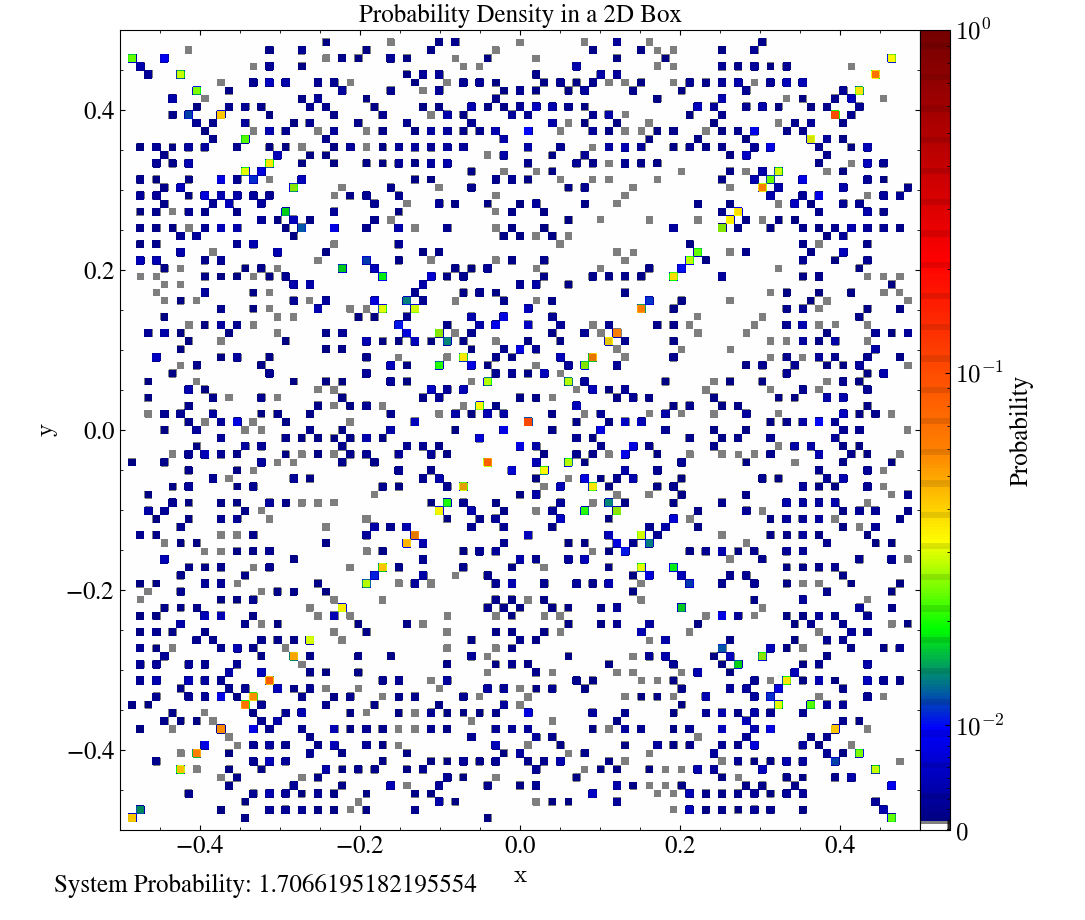 Probability Density in a 2D Box
10^0
0.4
0.2
10^−1
y
0.0
Probability
−0.2
−0.4
10^−2
0
−0.4 −0.2 0.0 0.2 0.4
x
System Probability: 1.7066195182195554